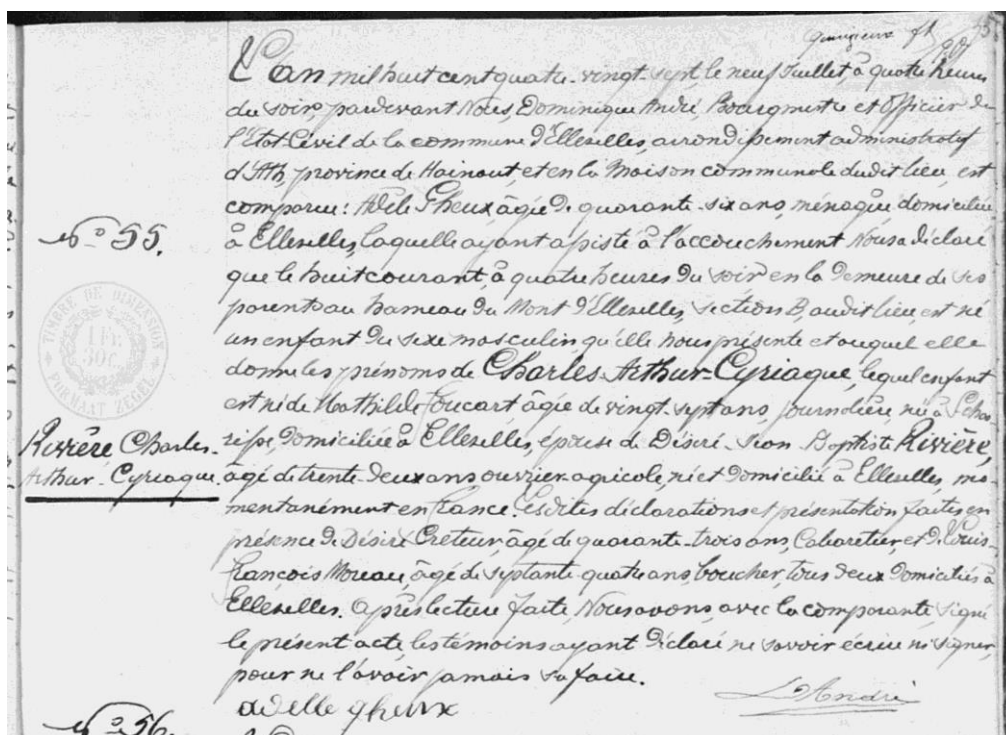 45
L'an mil huit cent quatre-vingt-sept, le neuf Juillet à quatre heures
du soir, pardevant Nous, Dominique André, Bourgmestre et Officier de
l'Etat-Civil de la commune d'Ellezelles, arrondissement administratif
d'Ath, province de Hainaut, et en la Maison communale dudit lieu, est
comparue: Adèle Gheux, âgée de quarante-six ans, ménagère domiciliée
N° 55.
à Ellezelles, laquelle ayant assisté à l'accouchement Nous a déclaré
que le huit courant, à quatre heures du soir en la demeure de ses
parents au hameau du Mont d'Ellezelles, section B, audit lieu, est né
un enfant du sexe masculin, qu'elle nous présente et auquel elle
TIMBRE DE DIMENSION
1 Fr.
30c.
FORMAAT ZEGEL
donne les prénoms de Charles-Arthur-Cyriaque, lequel enfant
est né de Mathilde Foucart âgée de vingt-sept ans, journalière, née à
Rivière Charles-
Arthur-Cyriaque.
domiciliée à Ellezelles, épouse de Désiré-Jean-Baptiste Rivière,
âgé de trente-deux ans ouvrier agricole, né et domicilié à Ellezelles, mo-
mentanément en France. Lesdites déclarations et présentation faites en
présence de Désiré Creteur, âgé de quarante-trois ans, Cabaretier, et de Louis-
François Moreau, âgé de septante-quatre ans boucher, tous deux domiciliés à
Ellezelles. Après lecture faite, Nous avons, avec la comparante, signé
le présent acte, les témoins ayant déclaré ne savoir écrire ni signer,
pour ne l'avoir jamais su faire.
adelle gheux
D André
N° 56.